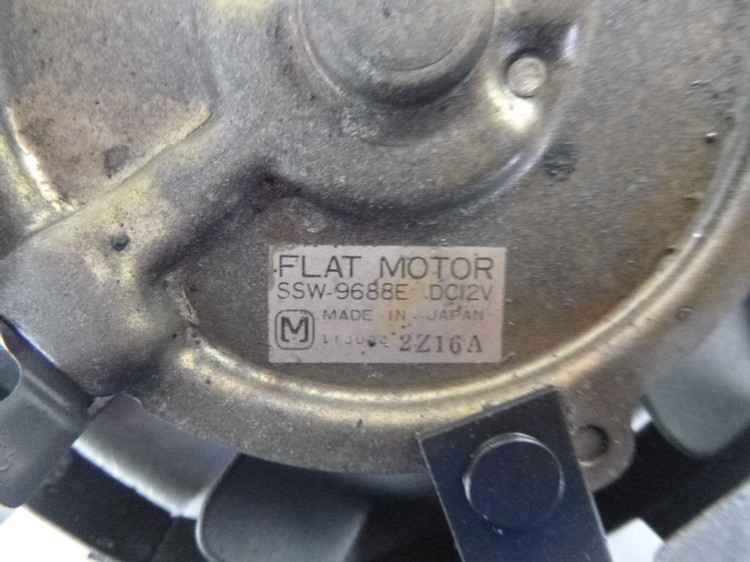 FLAT MOTOR
SSW-9688E DC12V
MADE IN JAPAN
M 2Z16A